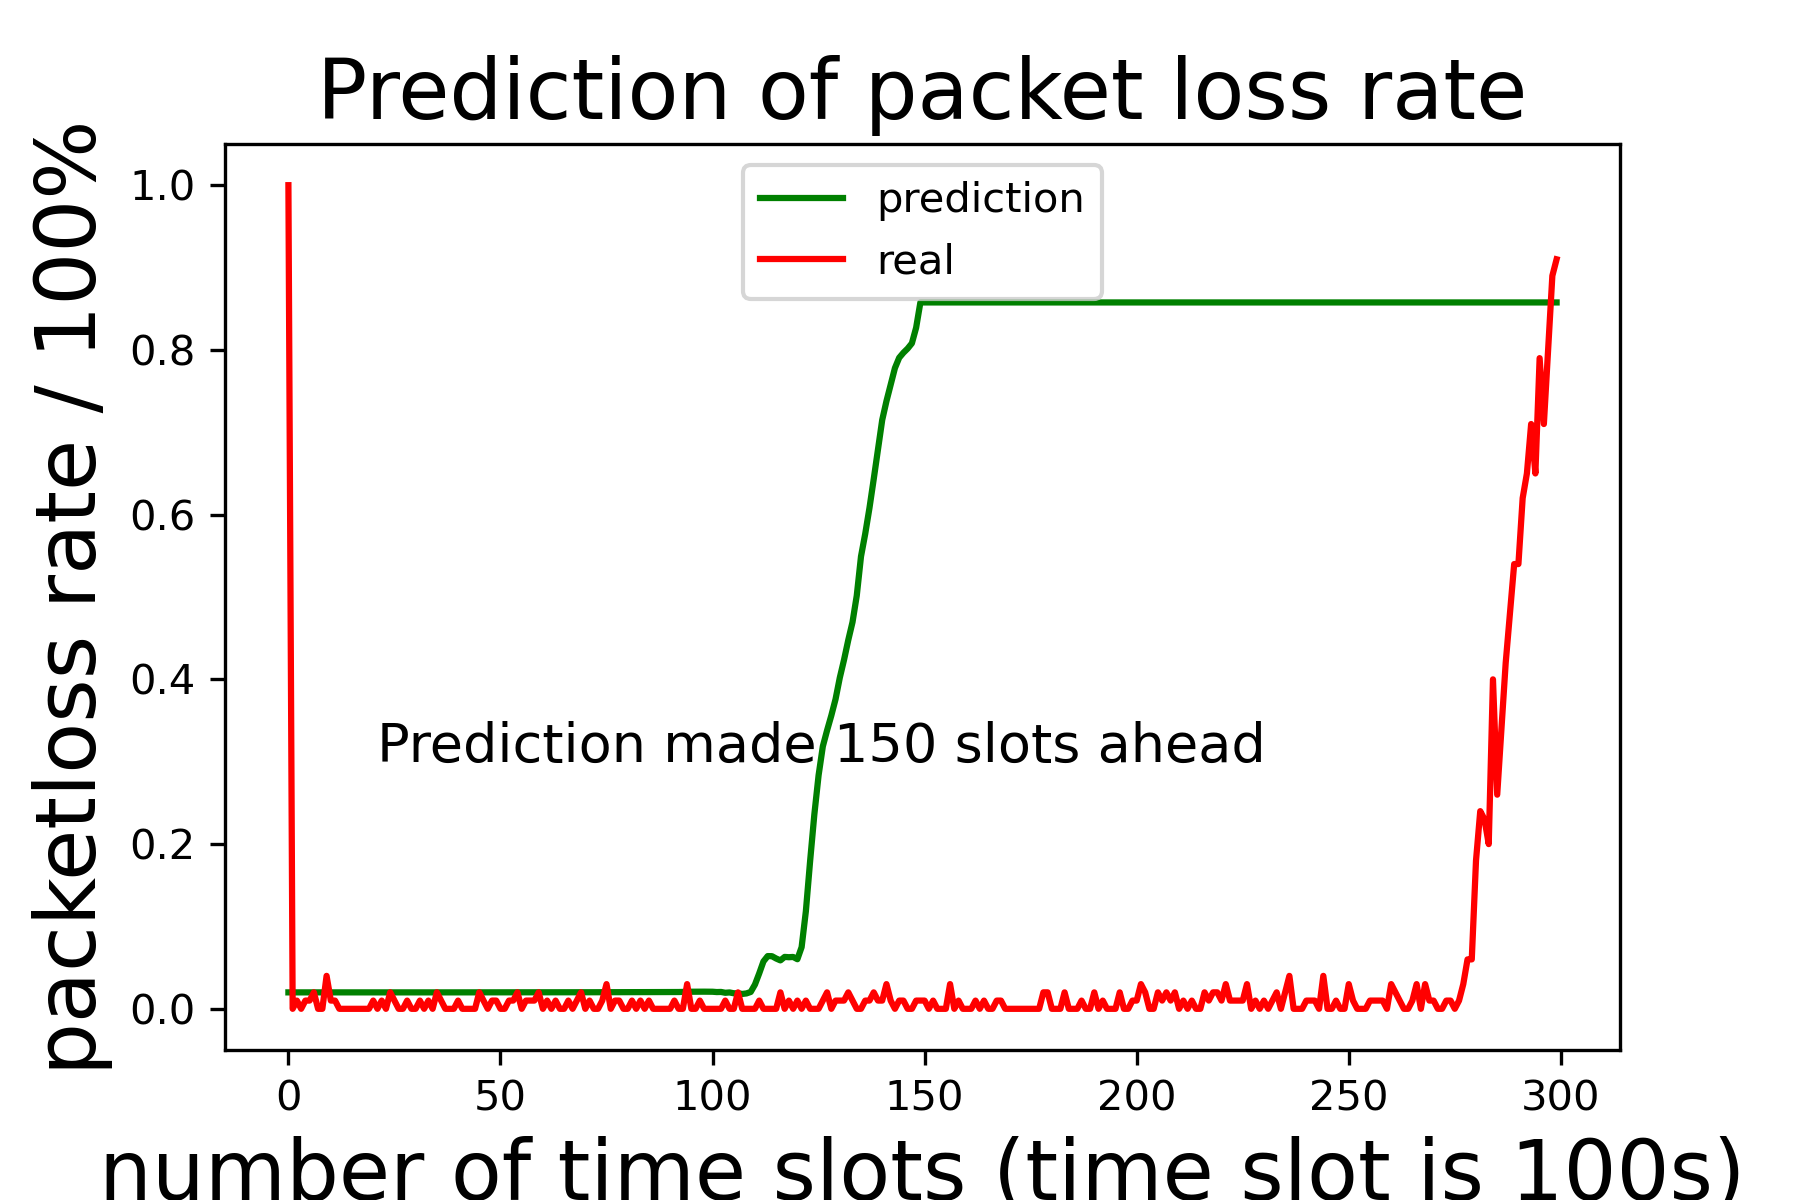 Prediction of packet loss rate
packetloss rate / 100%
1.0
0.8
0.6
0.4
0.2
0.0
prediction
real
Prediction made 150 slots ahead
0 50 100 150 200 250 300
number of time slots (time slot is 100s)